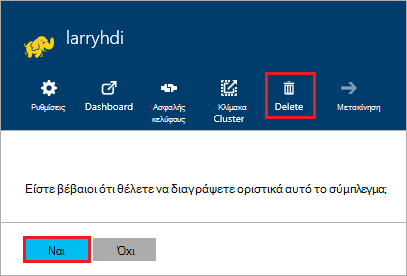 larryhdi
Ρυθμίσεις Dashboard Ασφαλής κελύφους Κλίμακα Cluster Delete Μετακίνηση
Είστε βέβαιοι ότι θέλετε να διαγράψετε οριστικά αυτό το σύμπλεγμα;
Ναι Όχι